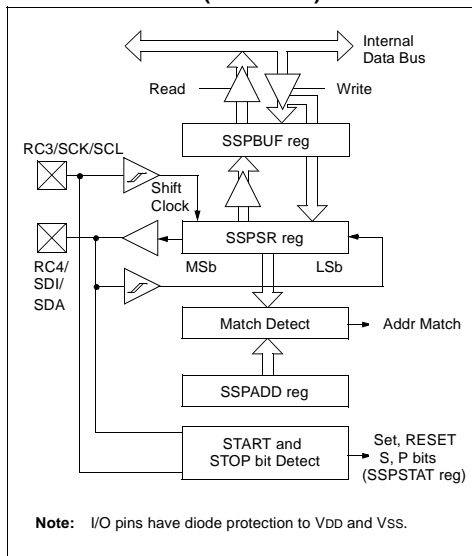 Internal
Data Bus
Read
Write
SSPBUF reg
RC3/SCK/SCL
Shift
Clock
SSPSR reg
MSb
LSb
RC4/
SDI/
SDA
Match Detect
Addr Match
SSPADD reg
START and
STOP bit Detect
Set, RESET
S, P bits
(SSPSTAT reg)
Note: I/O pins have diode protection to VDD and VSS.